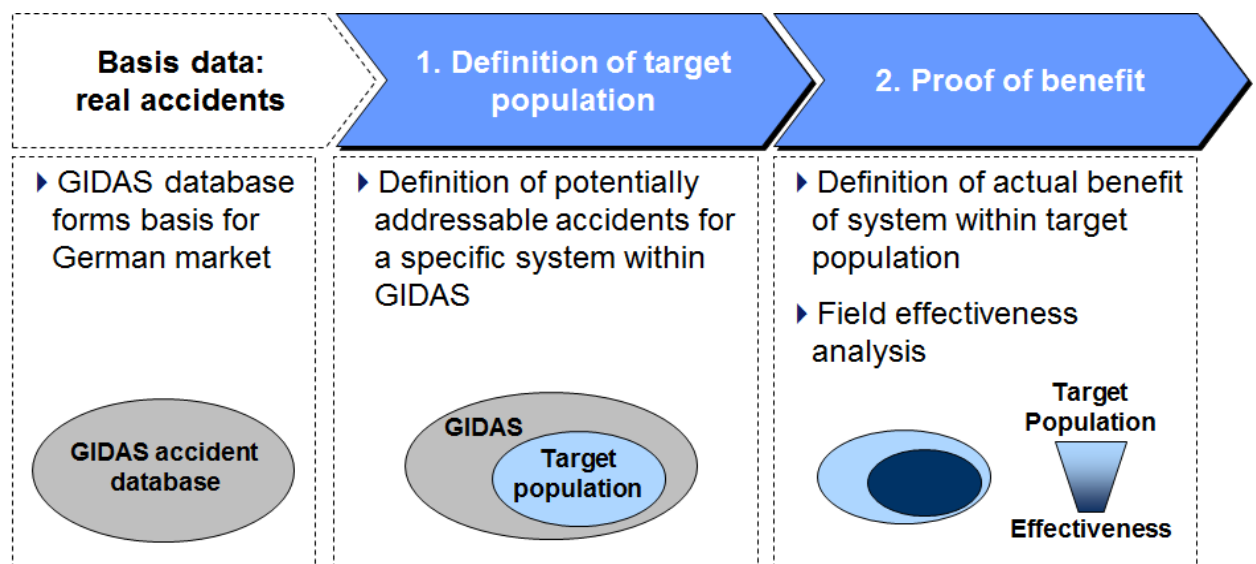 Basis data:
real accidents
1. Definition of target
population
2. Proof of benefit
GIDAS database
forms basis for
German market
Definition of potentially
addressable accidents for
a specific system within
GIDAS
Definition of actual benefit
of system within target
population
Field effectiveness
analysis
GIDAS accident
database
GIDAS
Target
population
Target
Population
Effectiveness